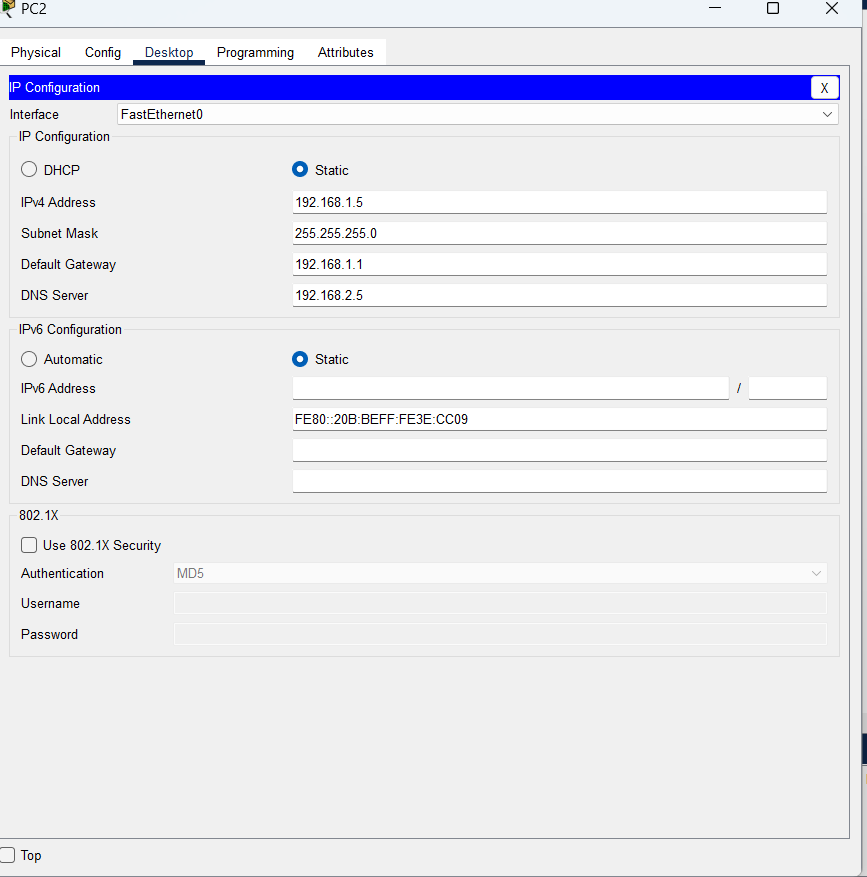 PC2
Physical Config Desktop Programming Attributes
IP Configuration X
Interface FastEthernet0
IP Configuration
DHCP Static
IPv4 Address 192.168.1.5
Subnet Mask 255.255.255.0
Default Gateway 192.168.1.1
DNS Server 192.168.2.5
IPv6 Configuration
Automatic Static
IPv6 Address /
Link Local Address FE80::20B:BEFF:FE3E:CC09
Default Gateway
DNS Server
802.1X
Use 802.1X Security
Authentication MD5
Username
Password
Top